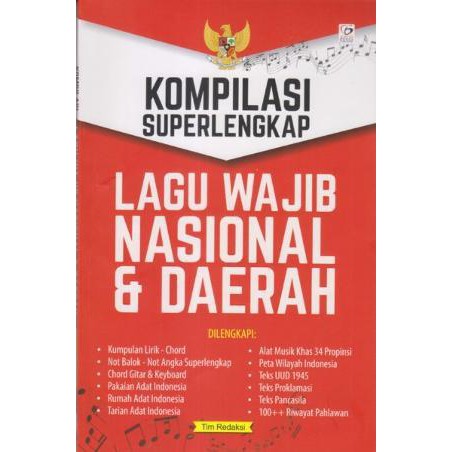 KOMPILASI
SUPERLENGKAP
LAGU WAJIB
NASIONAL
& DAERAH
DILENGKAPI:
• Kumpulan Lirik - Chord
• Not Balok - Not Angka Superlengkap
• Chord Gitar & Keyboard
• Pakaian Adat Indonesia
• Rumah Adat Indonesia
• Tarian Adat Indonesia
• Alat Musik Khas 34 Propinsi
• Peta Wilayah Indonesia
• Teks UUD 1945
• Teks Proklamasi
• Teks Pancasila
• 100++ Riwayat Pahlawan
Tim Redaksi